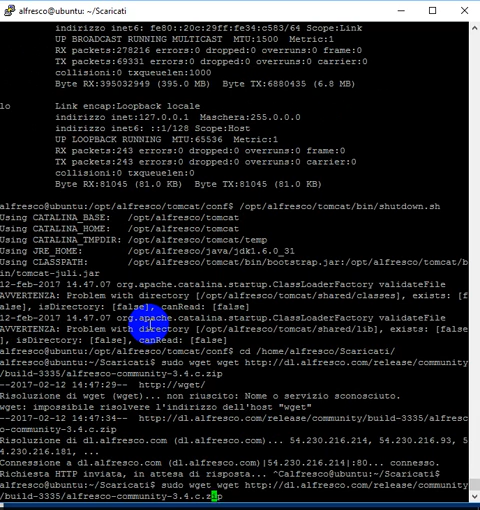 alfresco@ubuntu: ~/Scaricati
indirizzo inet6: fe80::20c:29ff:fe34:c583/64 Scope:Link
UP BROADCAST RUNNING MULTICAST  MTU:1500  Metric:1
RX packets:278216 errors:0 dropped:0 overruns:0 frame:0
TX packets:69331 errors:0 dropped:0 overruns:0 carrier:0
collisioni:0 txqueuelen:1000
Byte RX:395032949 (395.0 MB)  Byte TX:6880435 (6.8 MB)
lo        Link encap:Loopback locale
indirizzo inet:127.0.0.1  Maschera:255.0.0.0
indirizzo inet6: ::1/128 Scope:Host
UP LOOPBACK RUNNING  MTU:65536  Metric:1
RX packets:243 errors:0 dropped:0 overruns:0 frame:0
TX packets:243 errors:0 dropped:0 overruns:0 carrier:0
collisioni:0 txqueuelen:0
Byte RX:81045 (81.0 KB)  Byte TX:81045 (81.0 KB)
alfresco@ubuntu:/opt/alfresco/tomcat/conf$ /opt/alfresco/tomcat/bin/shutdown.sh
Using CATALINA_BASE:   /opt/alfresco/tomcat
Using CATALINA_HOME:   /opt/alfresco/tomcat
Using CATALINA_TMPDIR: /opt/alfresco/tomcat/temp
Using JRE_HOME:        /opt/alfresco/java/jdk1.6.0_31
Using CLASSPATH:       /opt/alfresco/tomcat/bin/bootstrap.jar:/opt/alfresco/tomcat/b
in/tomcat-juli.jar
12-feb-2017 14.47.07 org.apache.catalina.startup.ClassLoaderFactory validateFile
AVVERTENZA: Problem with directory [/opt/alfresco/tomcat/shared/classes], exists: [f
alse], isDirectory: [false], canRead: [false]
12-feb-2017 14.47.07 org.apache.catalina.startup.ClassLoaderFactory validateFile
AVVERTENZA: Problem with directory [/opt/alfresco/tomcat/shared/lib], exists: [false
], isDirectory: [false], canRead: [false]
alfresco@ubuntu:/opt/alfresco/tomcat/conf$ cd /home/alfresco/Scaricati/
alfresco@ubuntu:~/Scaricati$ sudo wget wget http://dl.alfresco.com/release/community
/build-3335/alfresco-community-3.4.c.zip
--2017-02-12 14:47:29--  http://wget/
Risoluzione di wget (wget)... non riuscito: Nome o servizio sconosciuto.
wget: impossibile risolvere l'indirizzo dell'host "wget"
--2017-02-12 14:47:34--  http://dl.alfresco.com/release/community/build-3335/alfresc
o-community-3.4.c.zip
Risoluzione di dl.alfresco.com (dl.alfresco.com)... 54.230.216.214, 54.230.216.93, 5
4.230.216.181, ...
Connessione a dl.alfresco.com (dl.alfresco.com)|54.230.216.214|:80... connesso.
Richiesta HTTP inviata, in attesa di risposta... ^Calfresco@ubuntu:~/Scaricati$
alfresco@ubuntu:~/Scaricati$ sudo wget wget http://dl.alfresco.com/release/community
/build-3335/alfresco-community-3.4.c.zip